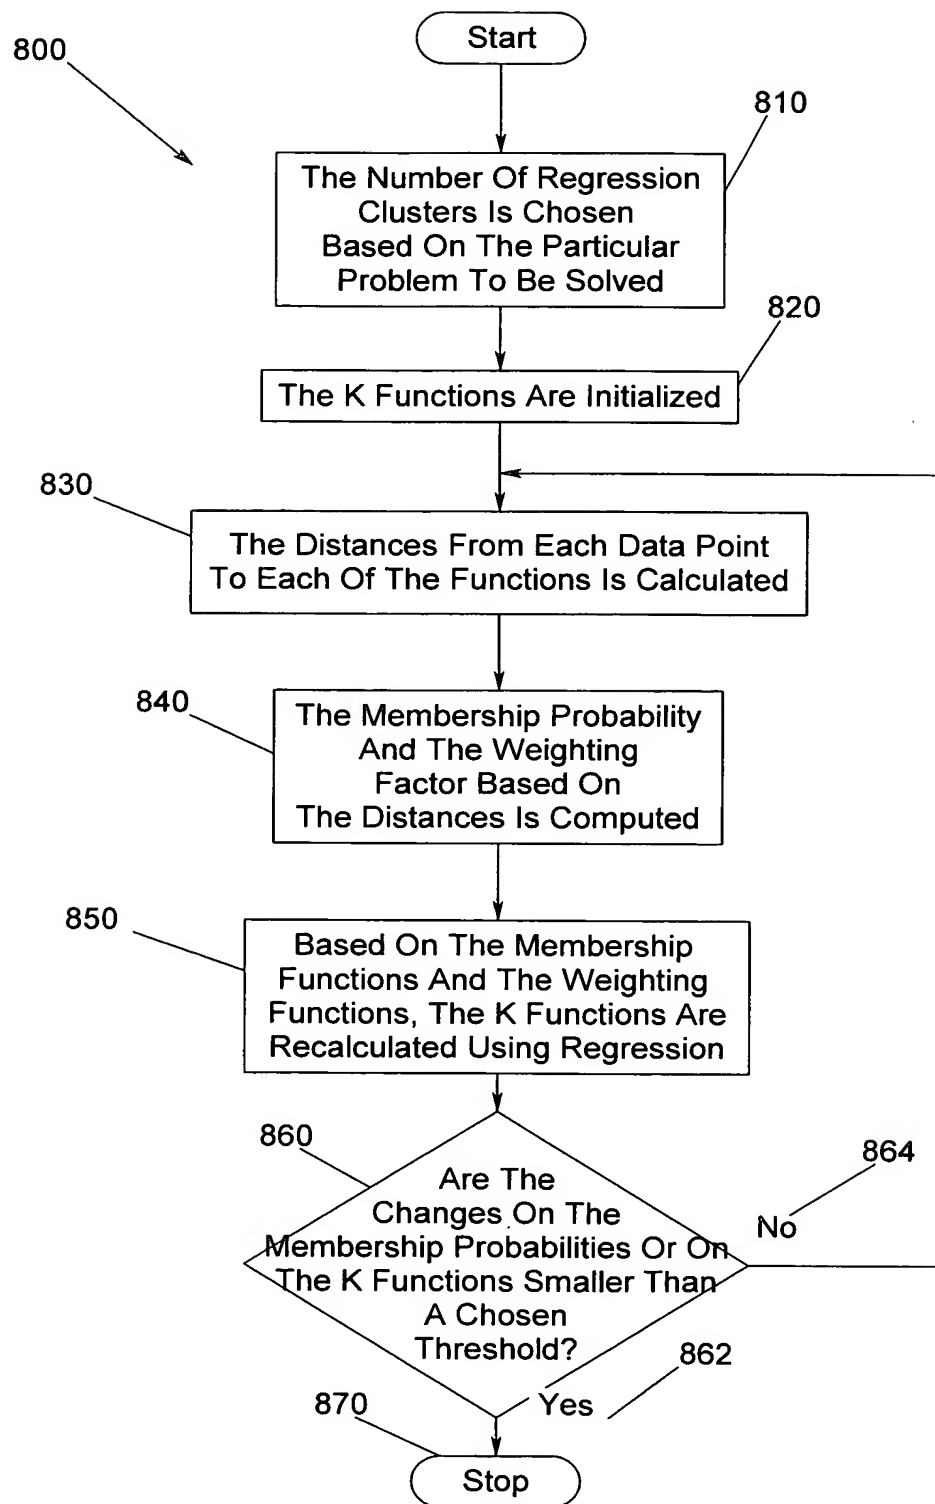 Start
800
810
The Number Of Regression
Clusters Is Chosen
Based On The Particular
Problem To Be Solved
820
The K Functions Are Initialized
830
The Distances From Each Data Point
To Each Of The Functions Is Calculated
840
The Membership Probability
And The Weighting
Factor Based On
The Distances Is Computed
850
Based On The Membership
Functions And The Weighting
Functions, The K Functions Are
Recalculated Using Regression
860
864
Are The
Changes On The
No
Membership Probabilities Or On
The K Functions Smaller Than
A Chosen
Threshold?
862
870
Yes
Stop